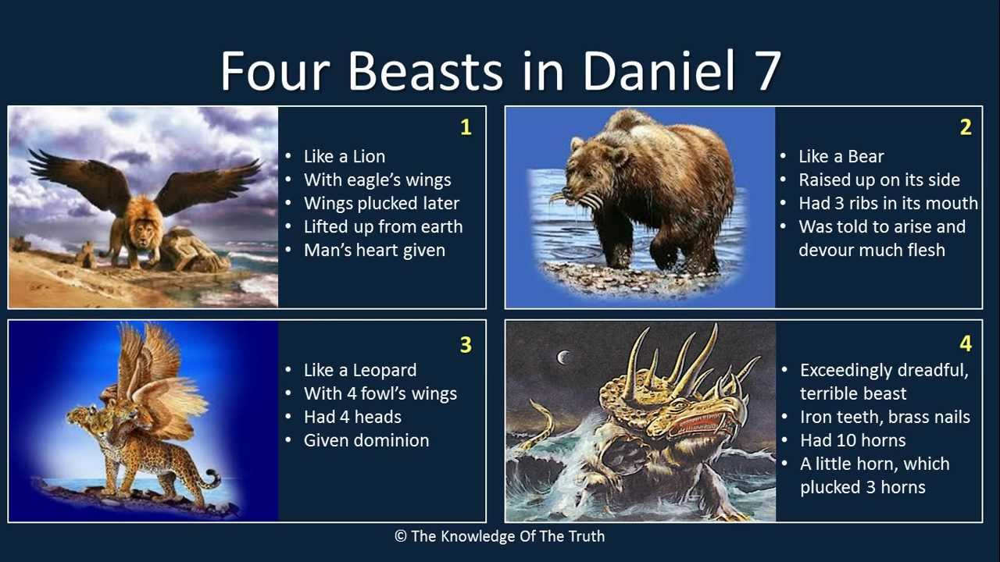 Four Beasts in Daniel 7
1
• Like a Lion
• With eagle’s wings
• Wings plucked later
• Lifted up from earth
• Man’s heart given
2
• Like a Bear
• Raised up on its side
• Had 3 ribs in its mouth
• Was told to arise and
devour much flesh
3
• Like a Leopard
• With 4 fowl’s wings
• Had 4 heads
• Given dominion
4
• Exceedingly dreadful,
terrible beast
• Iron teeth, brass nails
• Had 10 horns
• A little horn, which
plucked 3 horns
© The Knowledge Of The Truth